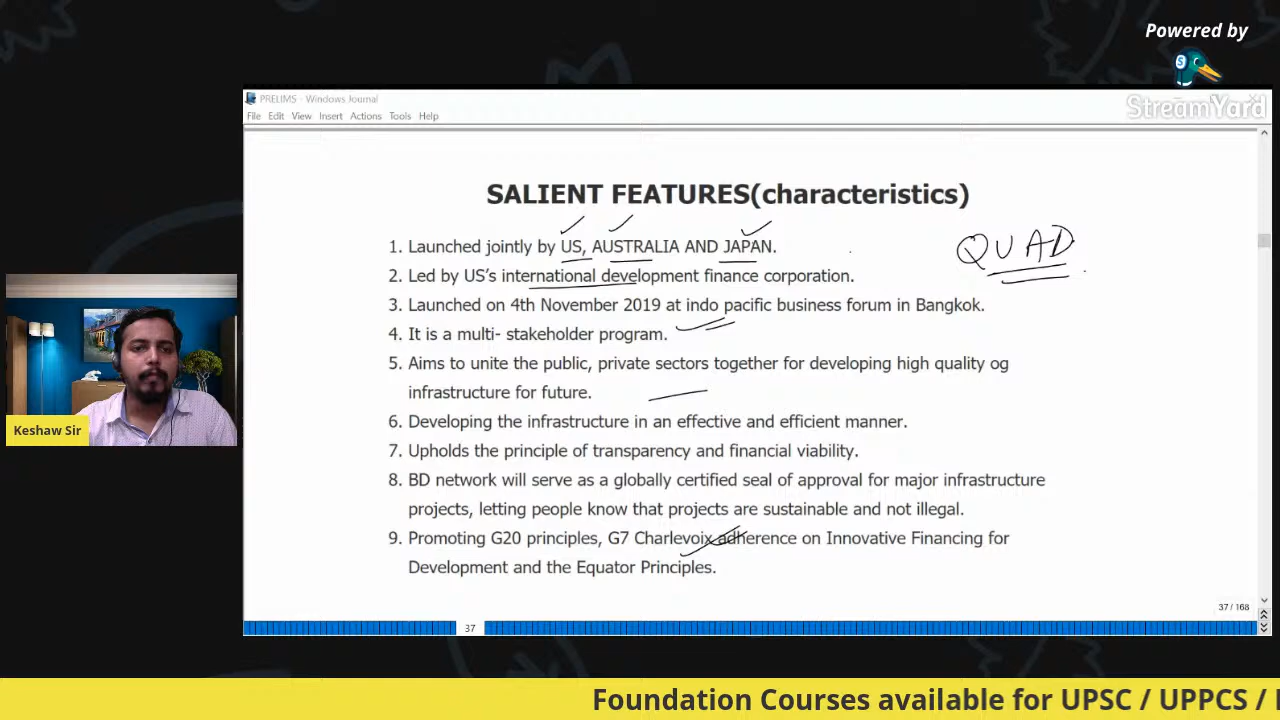 Powered by
StreamYard
PRELIMS - Windows Journal
File Edit View Insert Actions Tools Help
SALIENT FEATURES(characteristics)
1. Launched jointly by US, AUSTRALIA AND JAPAN.
QUAD
2. Led by US's international development finance corporation.
3. Launched on 4th November 2019 at indo pacific business forum in Bangkok.
4. It is a multi- stakeholder program.
5. Aims to unite the public, private sectors together for developing high quality og
infrastructure for future.
6. Developing the infrastructure in an effective and efficient manner.
7. Upholds the principle of transparency and financial viability.
8. BD network will serve as a globally certified seal of approval for major infrastructure
projects, letting people know that projects are sustainable and not illegal.
9. Promoting G20 principles, G7 Charlevoix adherence on Innovative Financing for
Development and the Equator Principles.
Keshaw Sir
37 / 168
37
Foundation Courses available for UPSC / UPPCS /